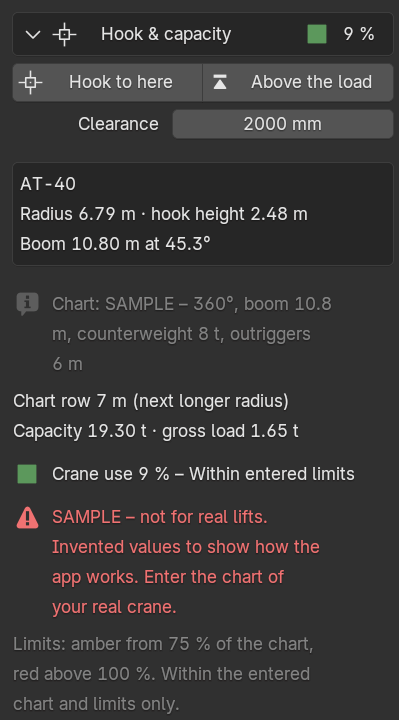 Hook & capacity 9 %
Hook to here Above the load
Clearance 2000 mm
AT-40
Radius 6.79 m · hook height 2.48 m
Boom 10.80 m at 45.3°
Chart: SAMPLE – 360°, boom 10.8
m, counterweight 8 t, outriggers
6 m
Chart row 7 m (next longer radius)
Capacity 19.30 t · gross load 1.65 t
Crane use 9 % – Within entered limits
SAMPLE – not for real lifts.
Invented values to show how the
app works. Enter the chart of
your real crane.
Limits: amber from 75 % of the chart,
red above 100 %. Within the entered
chart and limits only.